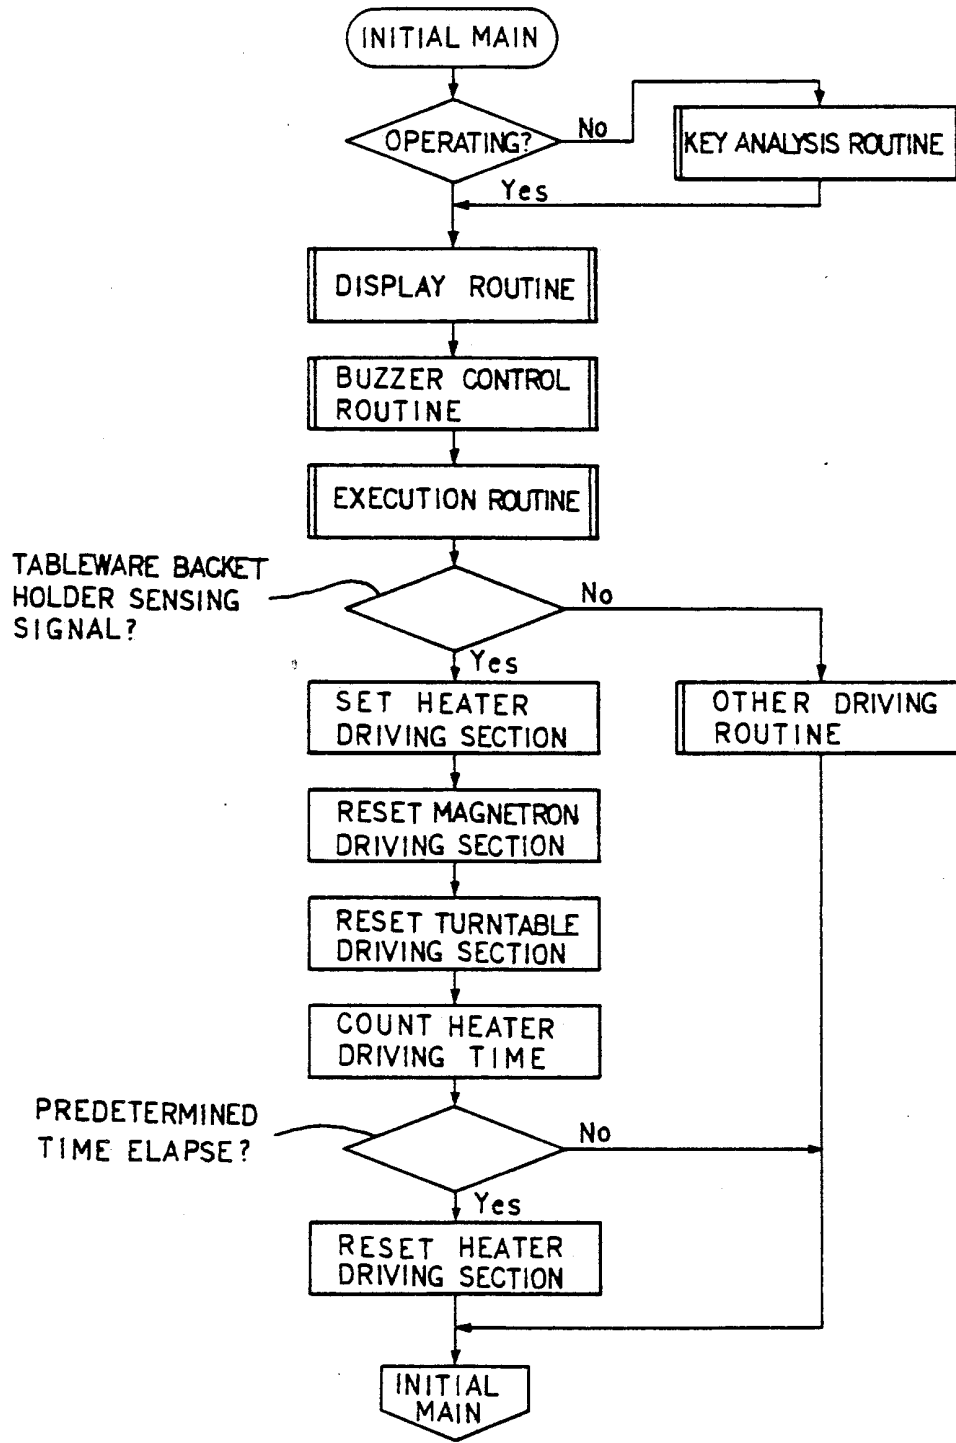 INITIAL MAIN
OPERATING?
No
KEY ANALYSIS ROUTINE
Yes
DISPLAY ROUTINE
BUZZER CONTROL
ROUTINE
EXECUTION ROUTINE
TABLEWARE BACKET
HOLDER SENSING
SIGNAL?
No
Yes
SET HEATER
DRIVING SECTION
OTHER DRIVING
ROUTINE
RESET MAGNETRON
DRIVING SECTION
RESET TURNTABLE
DRIVING SECTION
COUNT HEATER
DRIVING TIME
PREDETERMINED
TIME ELAPSE?
No
Yes
RESET HEATER
DRIVING SECTION
INITIAL
MAIN